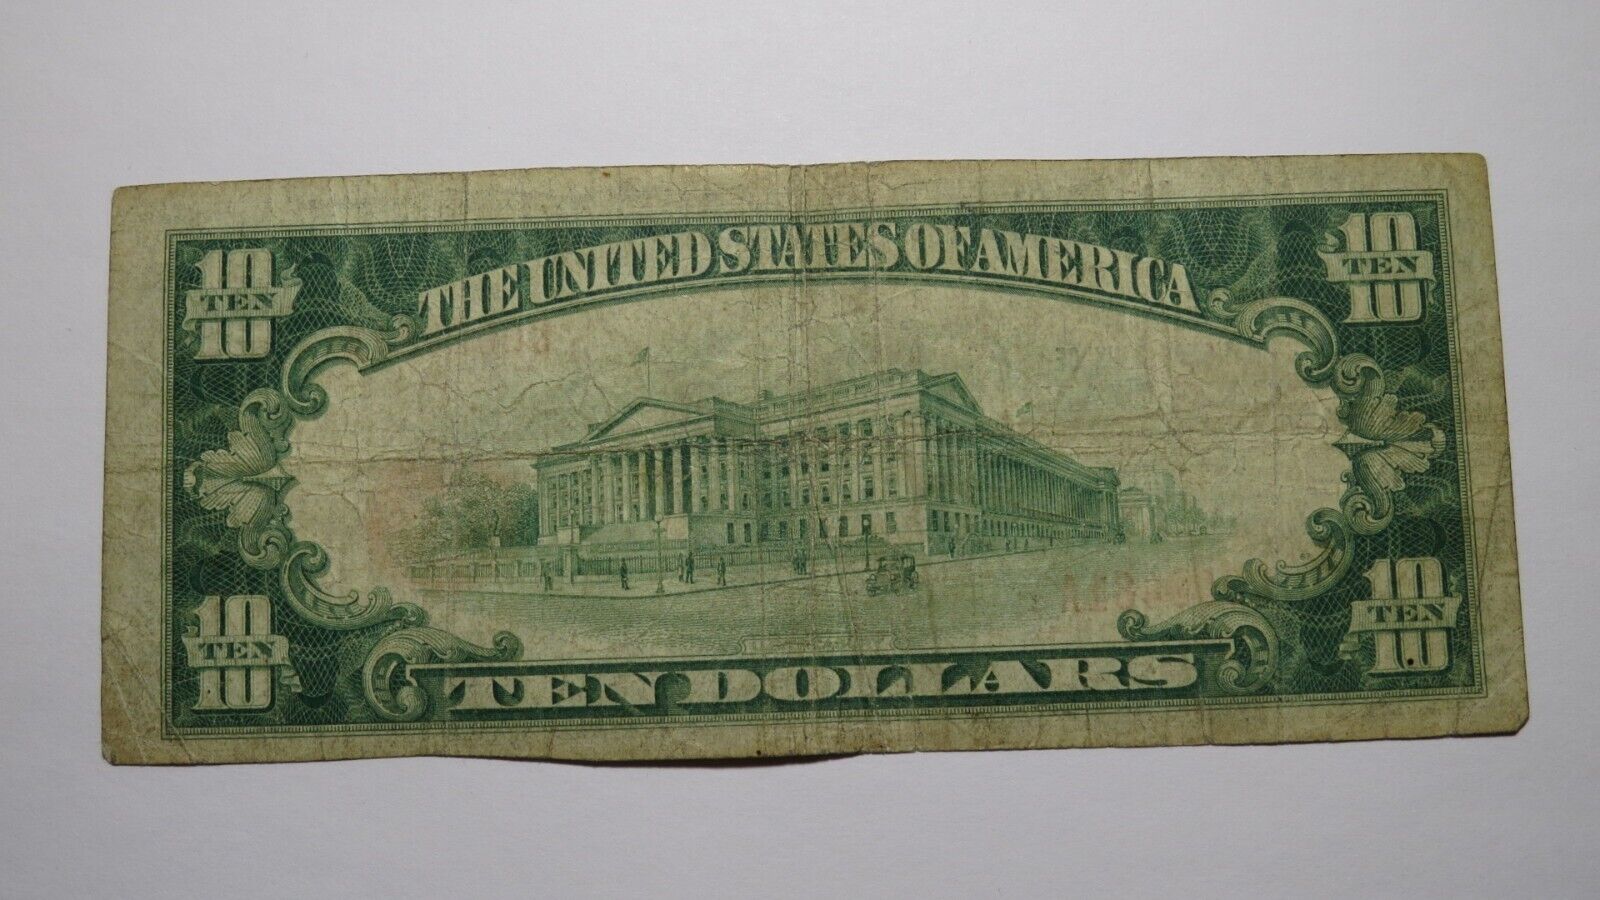 10 TEN 10
THE UNITED STATES OF AMERICA
10 TEN 10
10 TEN 10
TEN DOLLARS
10 TEN 10